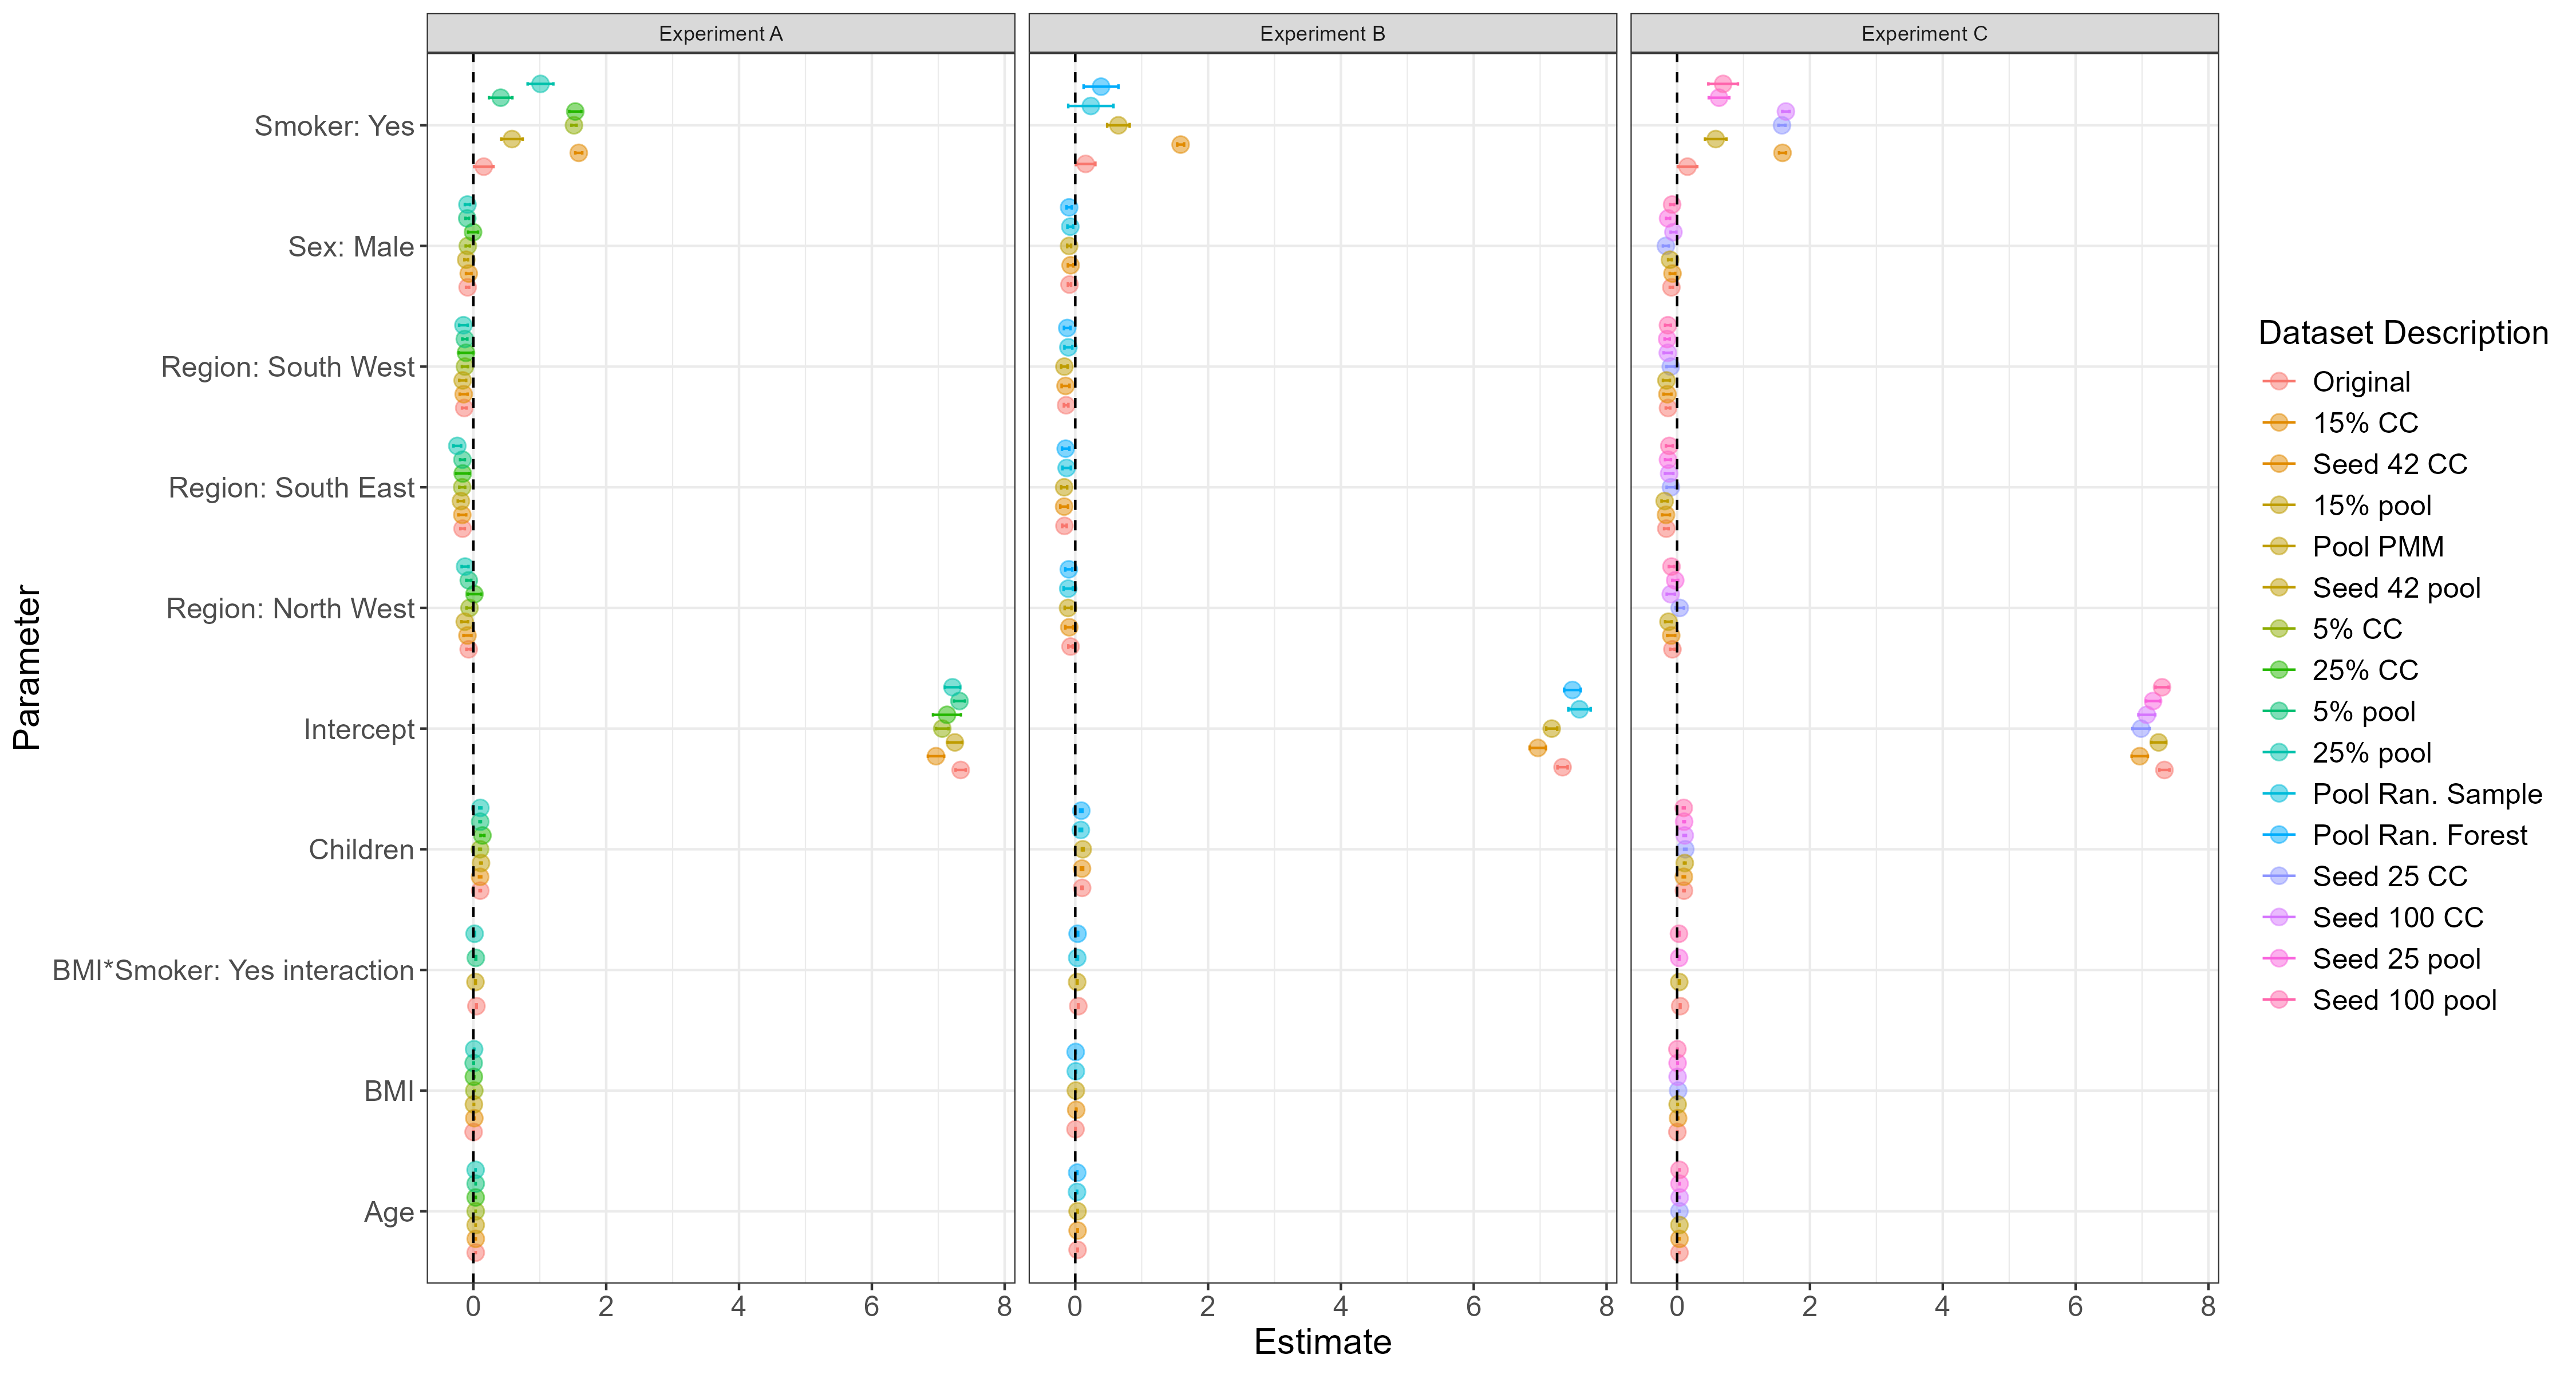 Experiment A
Experiment B
Experiment C
Parameter
Smoker: Yes
Sex: Male
Region: South West
Region: South East
Region: North West
Intercept
Children
BMI*Smoker: Yes interaction
BMI
Age
0 2 4 6 8
0 2 4 6 8
0 2 4 6 8
Estimate
Dataset Description
Original
15% CC
Seed 42 CC
15% pool
Pool PMM
Seed 42 pool
5% CC
25% CC
5% pool
25% pool
Pool Ran. Sample
Pool Ran. Forest
Seed 25 CC
Seed 100 CC
Seed 25 pool
Seed 100 pool